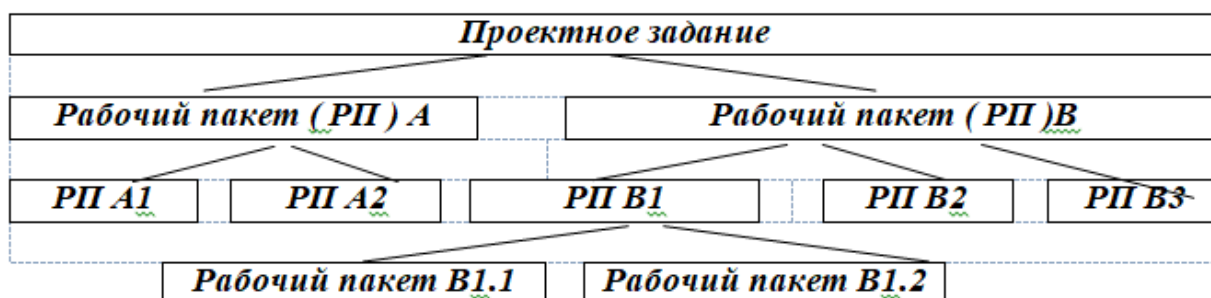 Проектное задание
Рабочий пакет ( РП ) А
Рабочий пакет ( РП )В
РП А1
РП А2
РП В1
РП В2
РП В3
Рабочий пакет В1.1
Рабочий пакет В1.2